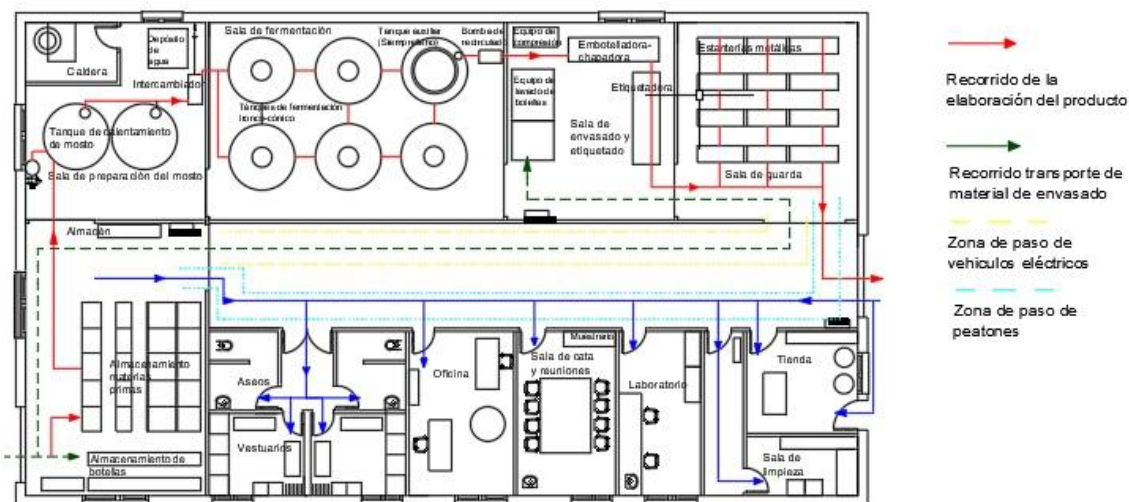 Sala de fermentación
Caldera
Depósito
de
agua
Intercambiador
Tanque auxiliar
(Siempre lleno)
Bomba de
recirculado
Equipo de
compresión
Embotelladora-
chapadora
Estanterías metálicas
Equipo de
lavado de
botellas
Etiquetadora
Tanques de fermentación
tronco-cónico
Tanque de calentamiento
de mosto
Sala de
envasado y
etiquetado
Sala de preparación del mosto
Sala de guarda
Almacén
Almacenamiento
materias
primas
Aseos
Vestuarios
Oficina
Muestrario
Sala de cata
y reuniones
Laboratorio
Tienda
Sala de
limpieza
Almacenamiento de
botellas
Recorrido de la
elaboración del producto
Recorrido transporte de
material de envasado
Zona de paso de
vehiculos eléctricos
Zona de paso de
peatones